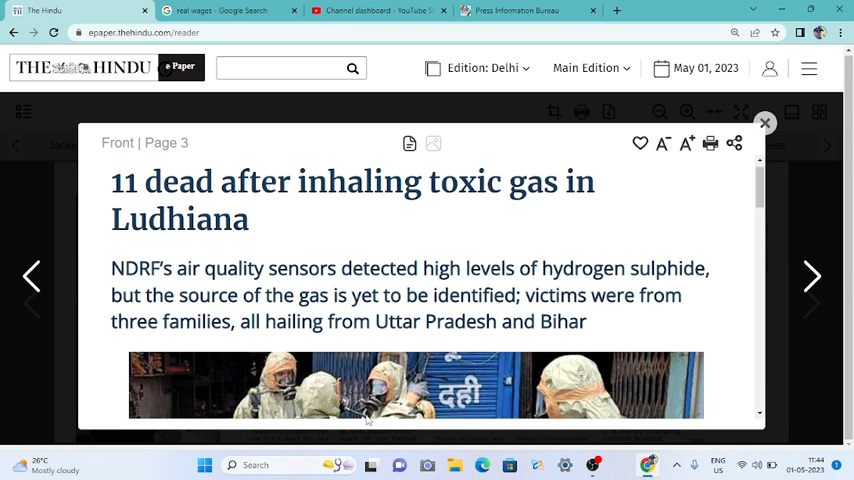 The Hindu
real wages - Google Search
Channel dashboard - YouTube St
Press Information Bureau
epaper.thehindu.com/reader
THE HINDU
e Paper
Edition: Delhi
Main Edition
May 01, 2023
Front | Page 3
A- A+
11 dead after inhaling toxic gas in
Ludhiana
NDRF's air quality sensors detected high levels of hydrogen sulphide,
but the source of the gas is yet to be identified; victims were from
three families, all hailing from Uttar Pradesh and Bihar
दही
26°C
Mostly cloudy
Search
ENG
US
11:44
01-05-2023